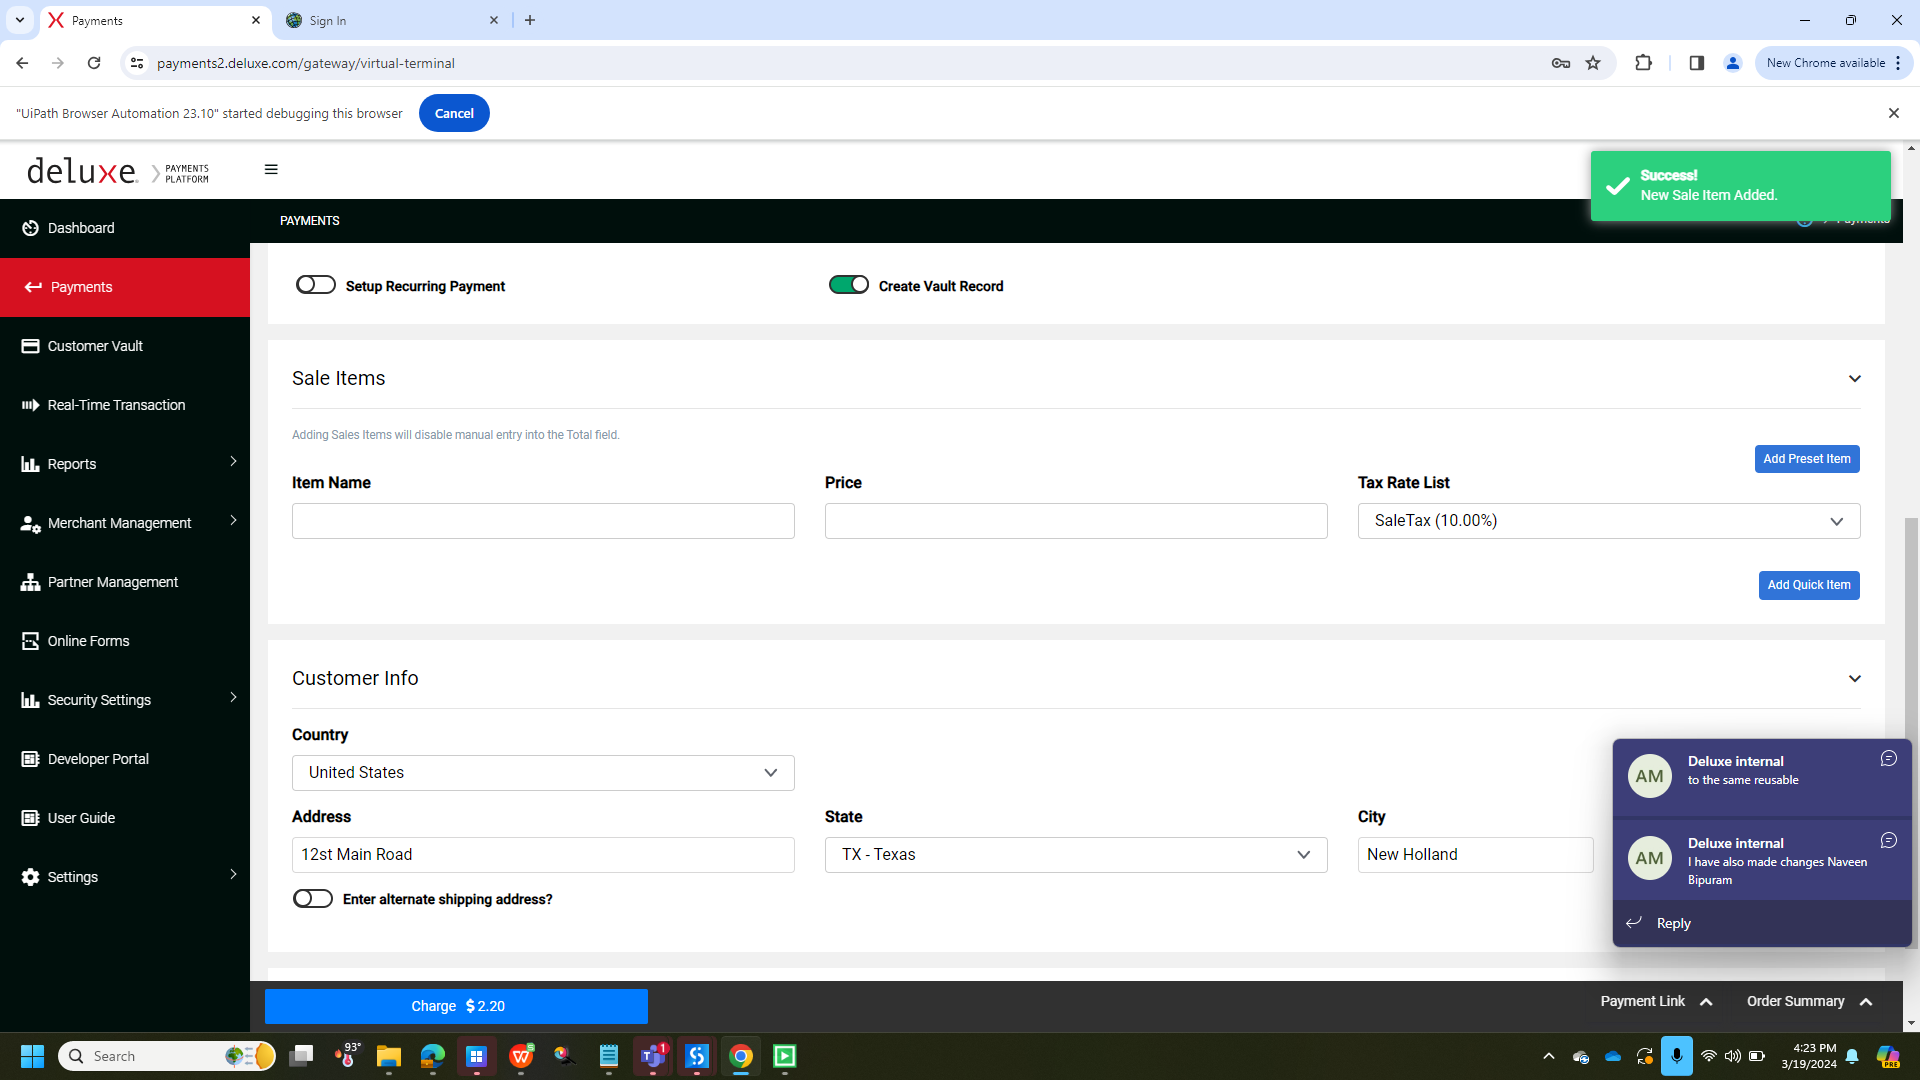 Payments
Sign In
payments2.deluxe.com/gateway/virtual-terminal
New Chrome available
"UiPath Browser Automation 23.10" started debugging this browser
Cancel
deluxe.
PAYMENTS
PLATFORM
Success!
New Sale Item Added.
Dashboard
PAYMENTS
Payments
Payments
Setup Recurring Payment
Create Vault Record
Customer Vault
Sale Items
Real-Time Transaction
Adding Sales Items will disable manual entry into the Total field.
Add Preset Item
Reports
Item Name
Price
Tax Rate List
Merchant Management
SaleTax (10.00%)
Partner Management
Add Quick Item
Online Forms
Customer Info
Security Settings
Country
Developer Portal
United States
Deluxe internal
AM
to the same reusable
User Guide
Address
State
City
Deluxe internal
12st Main Road
TX - Texas
New Holland
AM
I have also made changes Naveen
Bipuram
Settings
Enter alternate shipping address?
Reply
Charge $ 2.20
Payment Link
Order Summary
Search
93°
1
4:23 PM
3/19/2024
PRE